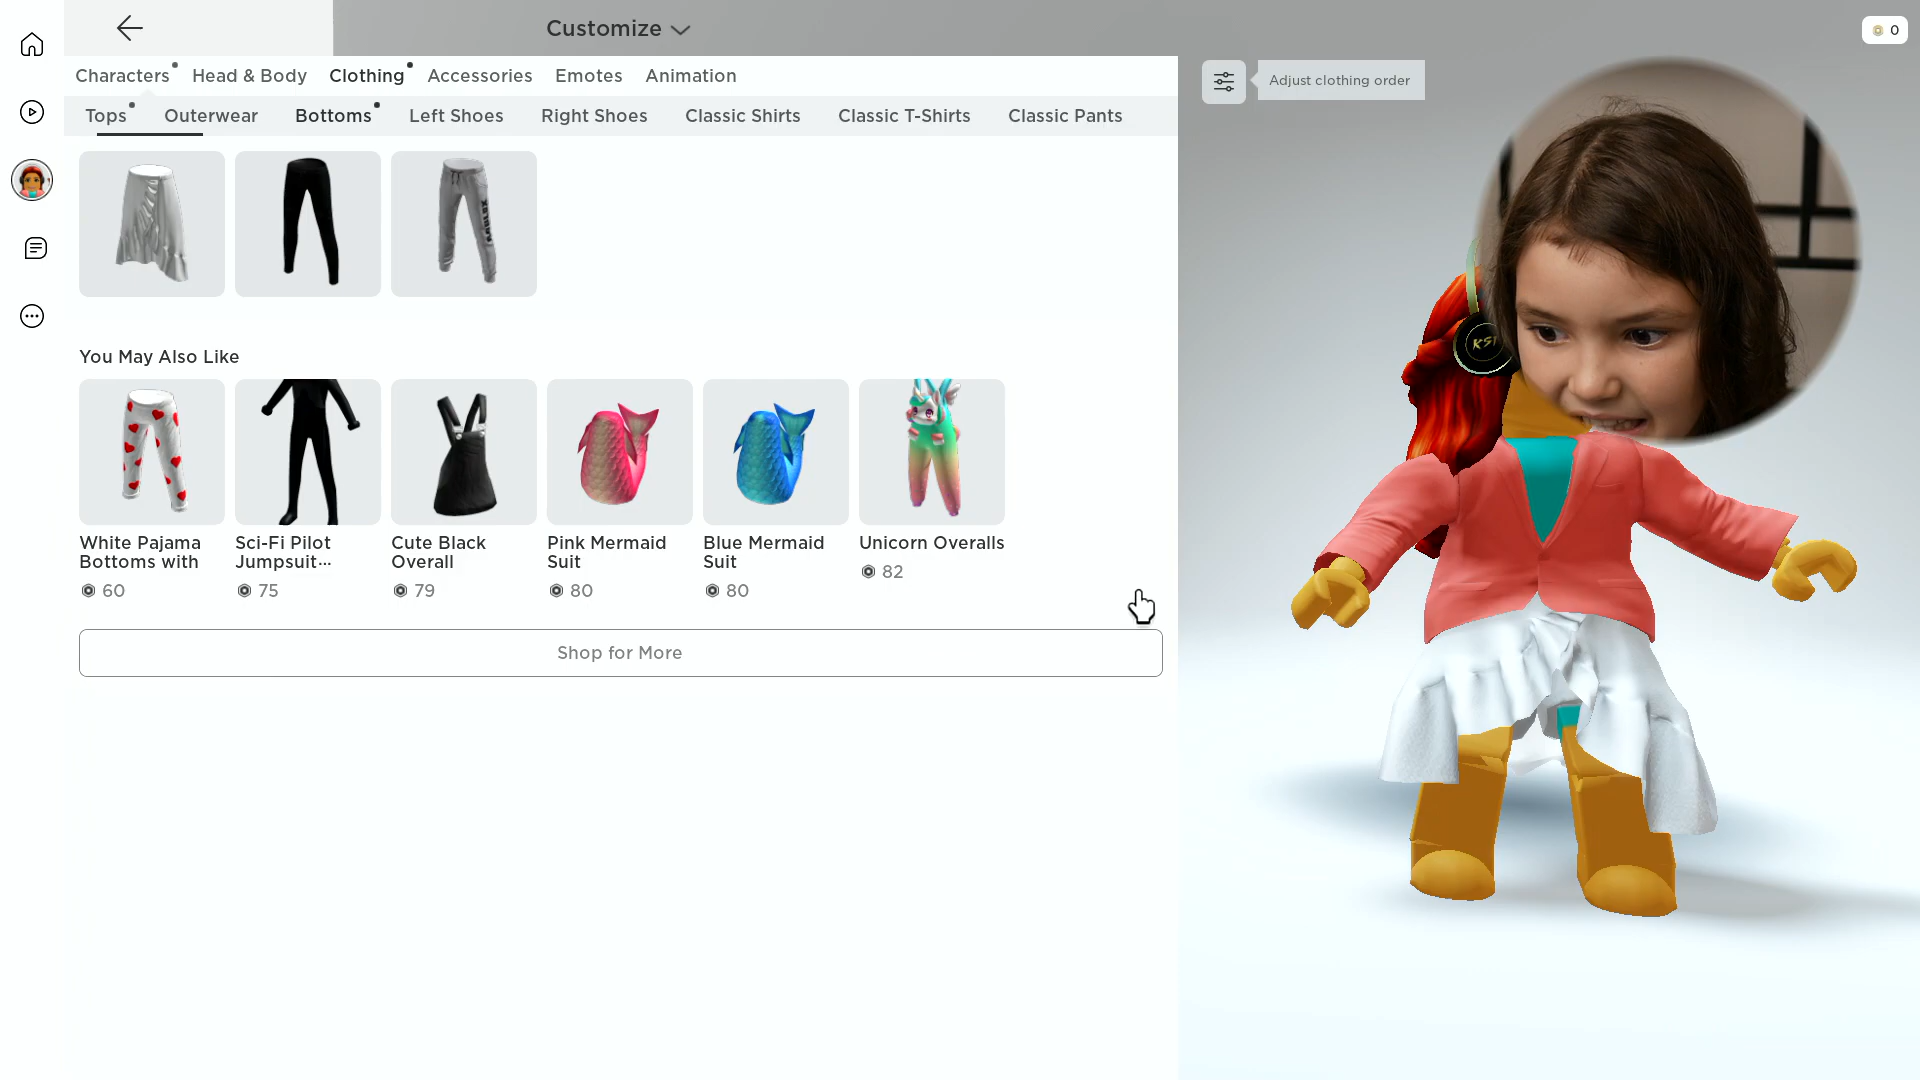 Customize
0
Characters Head & Body Clothing Accessories Emotes Animation
Adjust clothing order
Tops Outerwear Bottoms Left Shoes Right Shoes Classic Shirts Classic T-Shirts Classic Pants
ROBLOX
KSI
You May Also Like
White Pajama
Bottoms with
60
Sci-Fi Pilot
Jumpsuit...
75
Cute Black
Overall
79
Pink Mermaid
Suit
80
Blue Mermaid
Suit
80
Unicorn Overalls
82
Shop for More